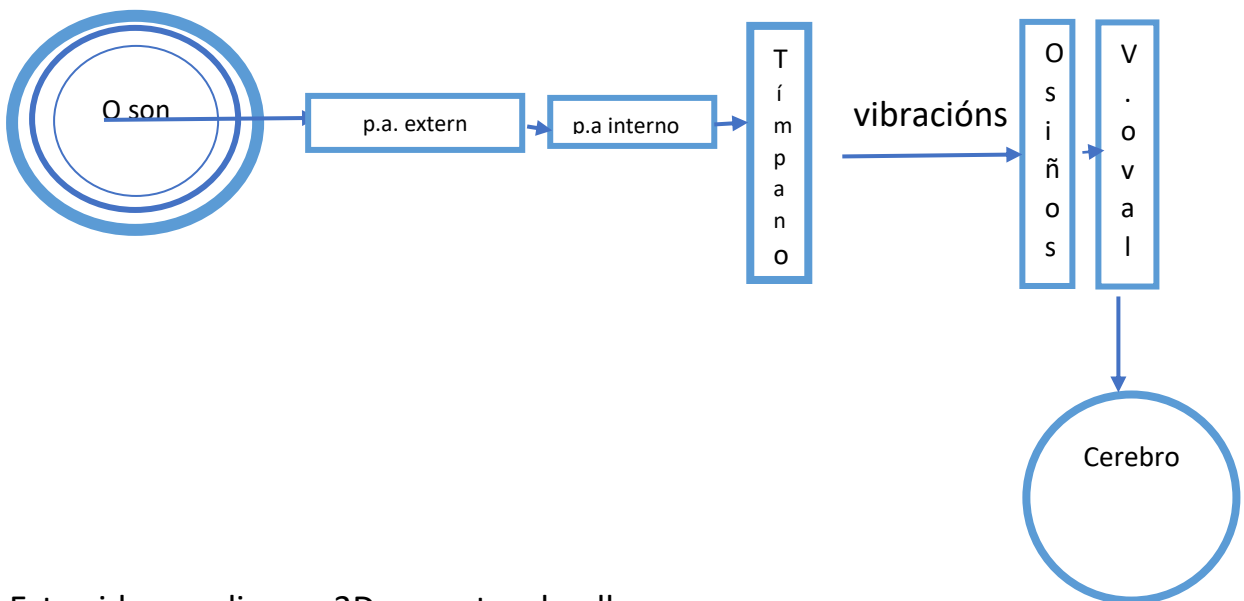 O son
p.a. extern
p.a interno
Tímpano
vibracións
Osiños
V.oval
Cerebro